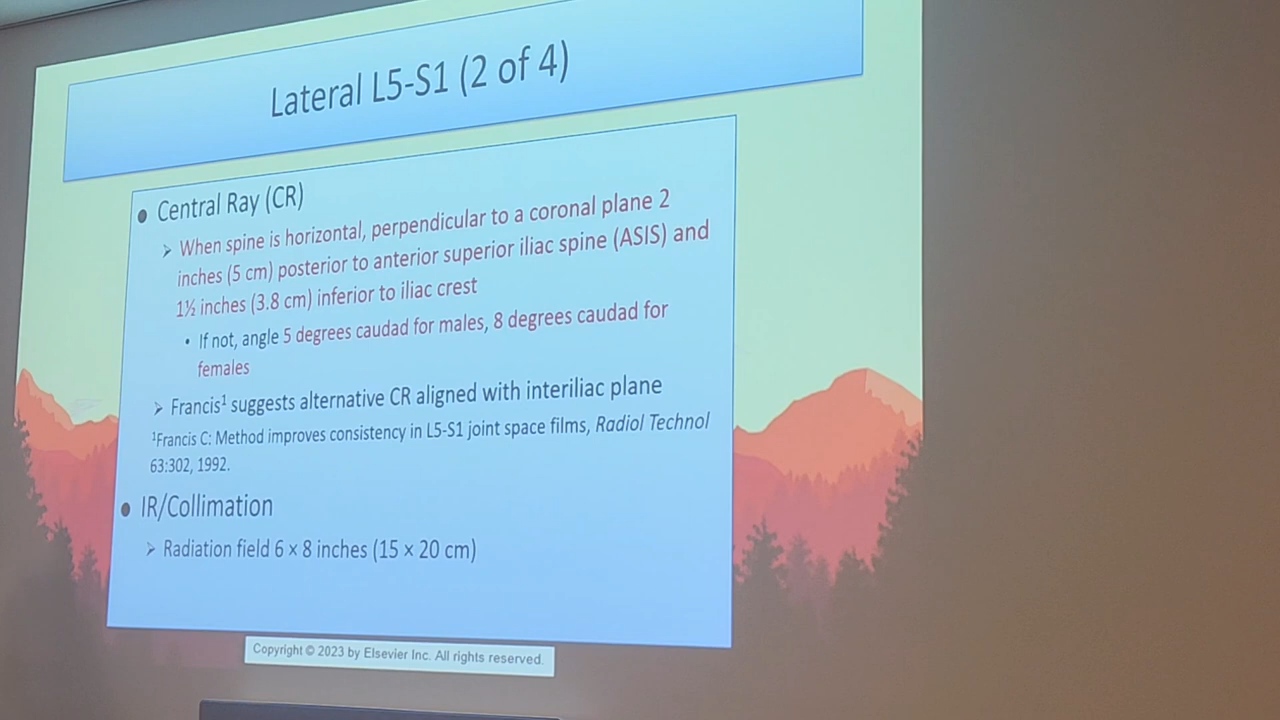 Lateral L5-S1 (2 of 4)
● Central Ray (CR)
➢ When spine is horizontal, perpendicular to a coronal plane 2
inches (5 cm) posterior to anterior superior iliac spine (ASIS) and
1½ inches (3.8 cm) inferior to iliac crest
• If not, angle 5 degrees caudad for males, 8 degrees caudad for
females
➢ Francis¹ suggests alternative CR aligned with interiliac plane
¹Francis C: Method improves consistency in L5-S1 joint space films, Radiol Technol
63:302, 1992.
● IR/Collimation
➢ Radiation field 6 × 8 inches (15 × 20 cm)
Copyright © 2023 by Elsevier Inc. All rights reserved.